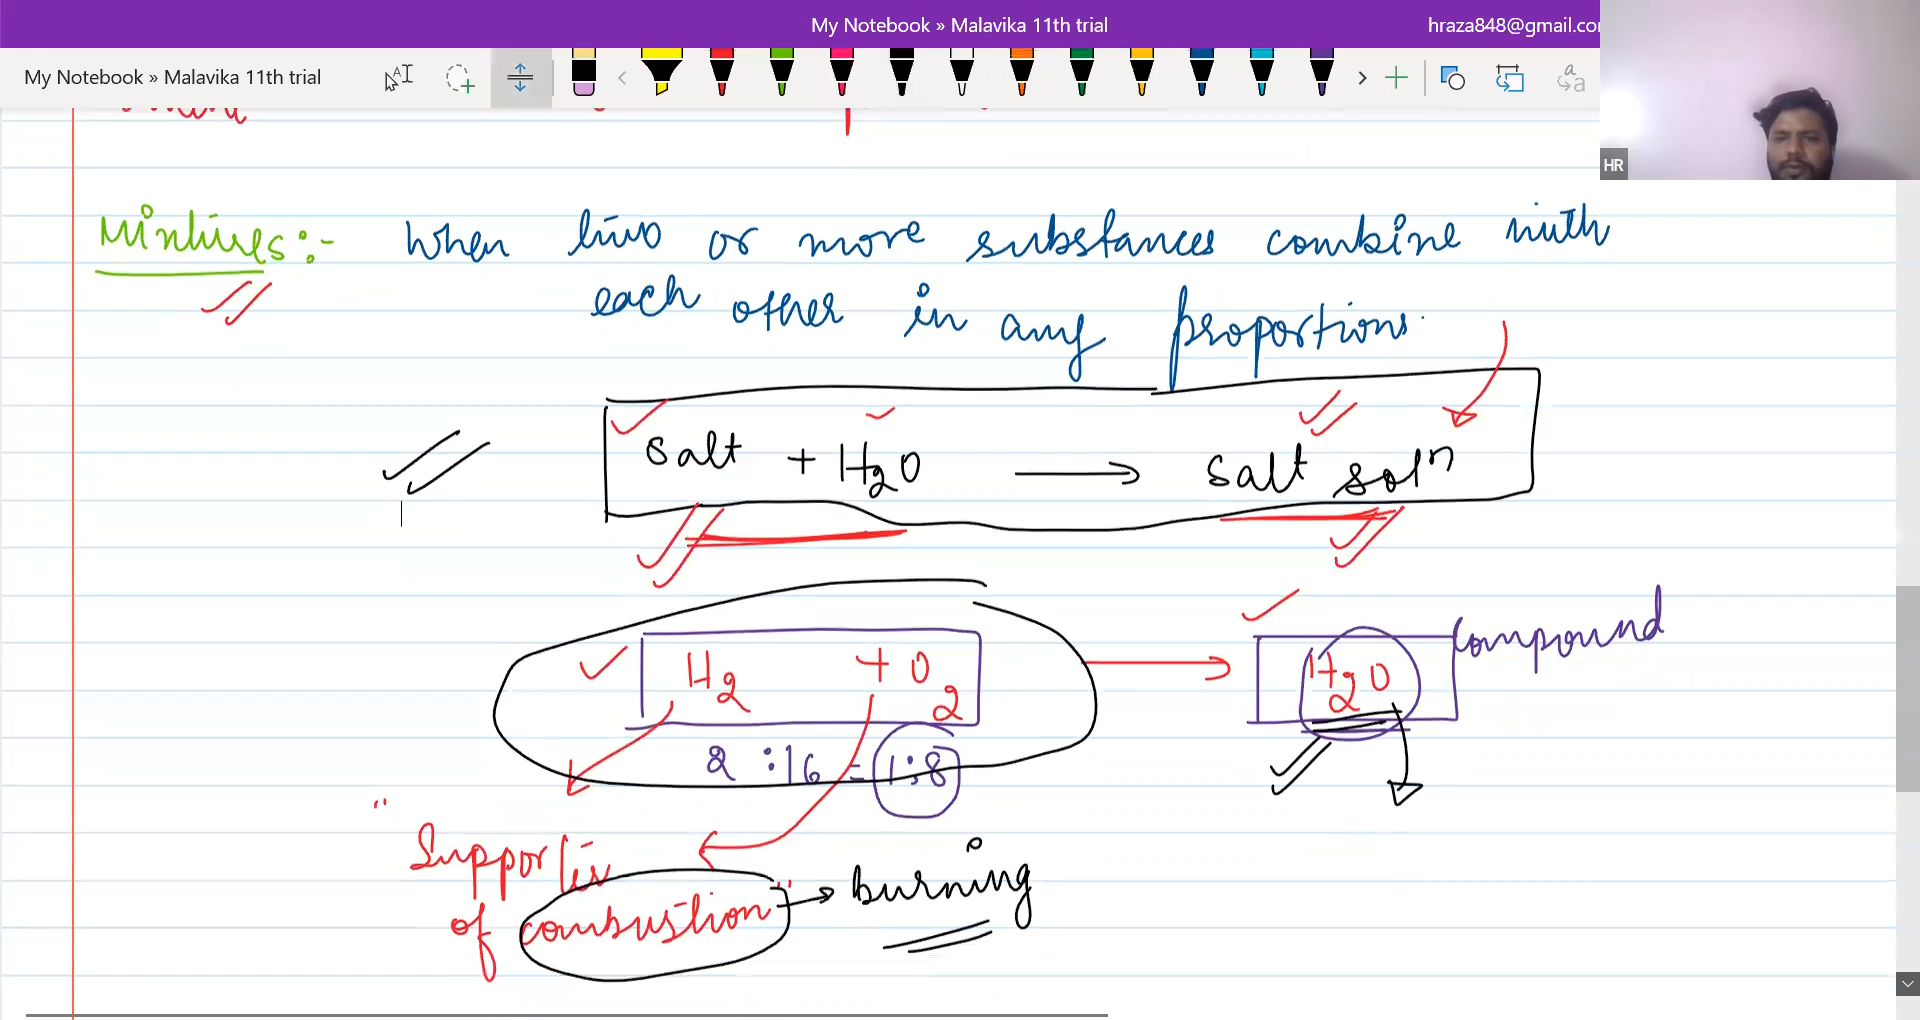 My Notebook » Malavika 11th trial
hraza848@gmail.co
My Notebook » Malavika 11th trial
HR
Mixtures:- When two or more substances combine with
each other in any proportions.
Salt + H2O → Salt solⁿ
H2 + O2 → H2O Compound
2 : 16 = 1:8
"Supporter
of combustion" → burning